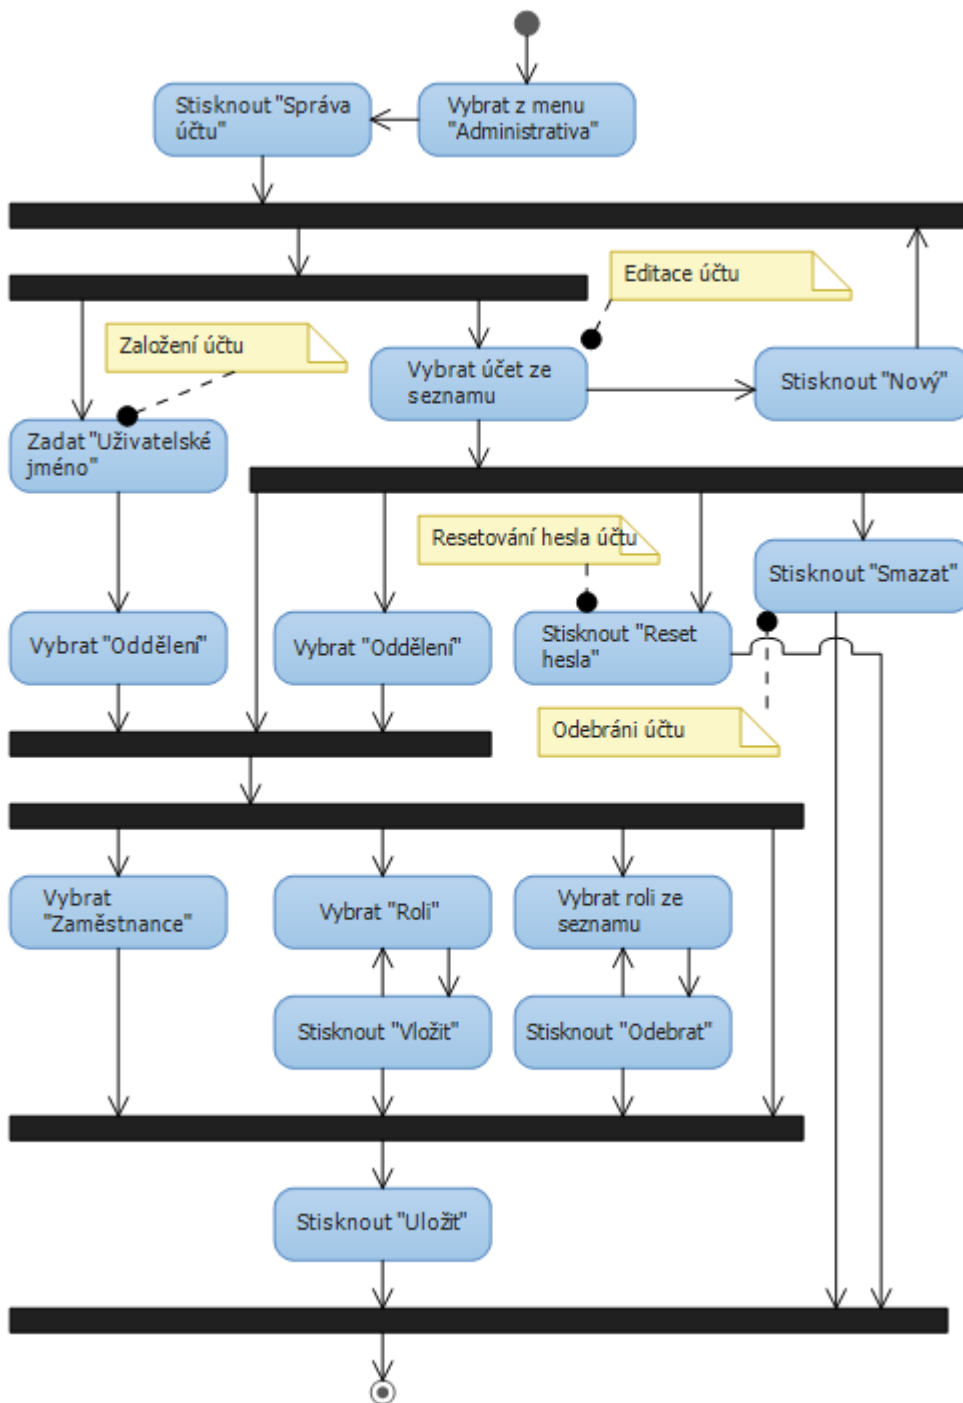 Vybrat z menu
"Administrativa"
Stisknout "Správa
účtu"
Editace účtu
Založení účtu
Vybrat účet ze
seznamu
Stisknout "Nový"
Zadat "Uživatelské
jméno"
Resetování hesla účtu
Stisknout "Smazat"
Vybrat "Oddělení"
Vybrat "Oddělení"
Stisknout "Reset
hesla"
Odebráni účtu
Vybrat
"Zaměstnance"
Vybrat "Roli"
Vybrat roli ze
seznamu
Stisknout "Vložit"
Stisknout "Odebrat"
Stisknout "Uložit"